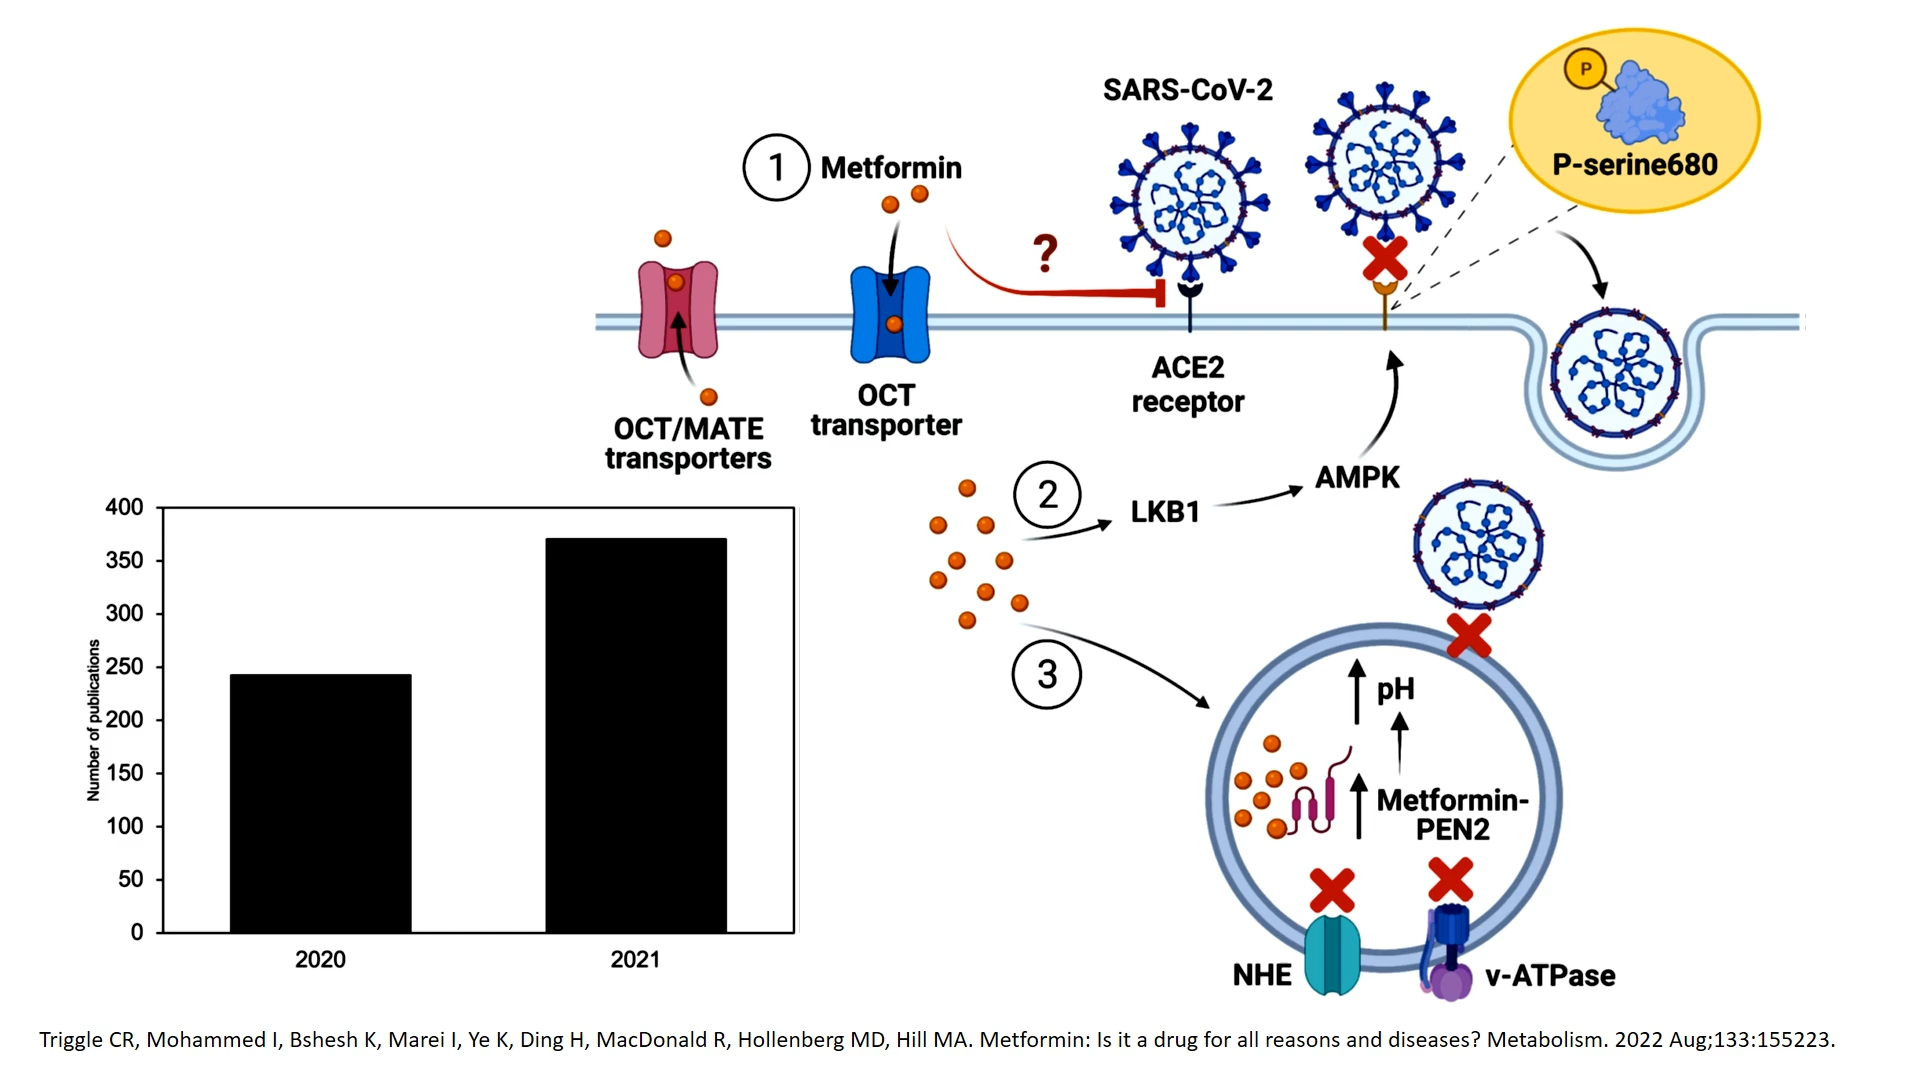 SARS-CoV-2
P
P-serine680
1
Metformin
?
ACE2
receptor
OCT
transporter
OCT/MATE
transporters
2
LKB1
AMPK
3
pH
Metformin-
PEN2
NHE
v-ATPase
Number of publications
400
350
300
250
200
150
100
50
0
2020
2021
Triggle CR, Mohammed I, Bshesh K, Marei I, Ye K, Ding H, MacDonald R, Hollenberg MD, Hill MA. Metformin: Is it a drug for all reasons and diseases? Metabolism. 2022 Aug;133:155223.